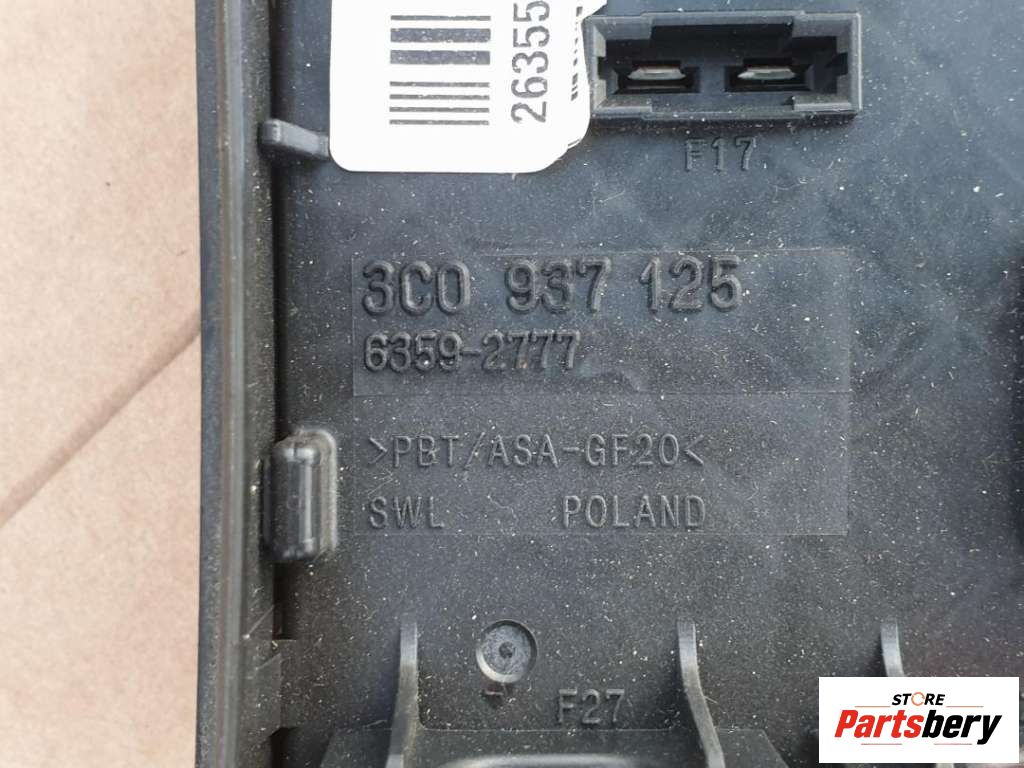 26355
F17
3C0 937 125
6359-2777
>PBT/ASA-GF20<
SWL POLAND
F27
STORE
Partsbery